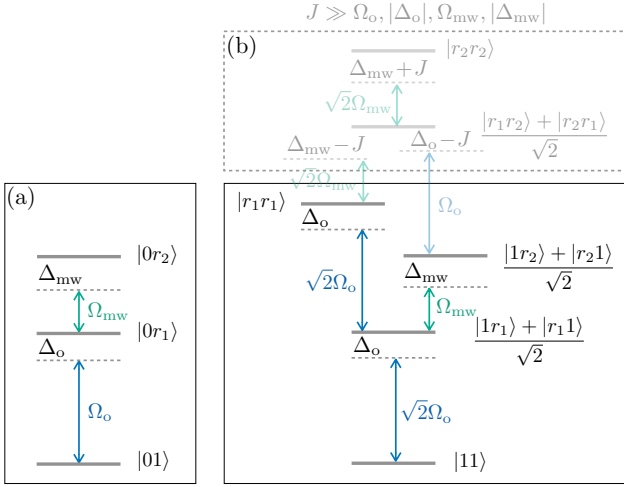 J ≫ Ω_o, |Δ_o|, Ω_mw, |Δ_mw|
(b)
|r_2r_2⟩
Δ_mw+J
√2Ω_mw
(|r_1r_2⟩ + |r_2r_1⟩)/√2
Δ_mw−J
Δ_o−J
√2Ω_mw
Ω_o
(a)
|0r_2⟩
Δ_mw
Ω_mw
|0r_1⟩
Δ_o
Ω_o
|01⟩
|r_1r_1⟩
Δ_o
√2Ω_o
(|1r_2⟩ + |r_21⟩)/√2
Δ_mw
Ω_mw
(|1r_1⟩ + |r_11⟩)/√2
Δ_o
√2Ω_o
|11⟩